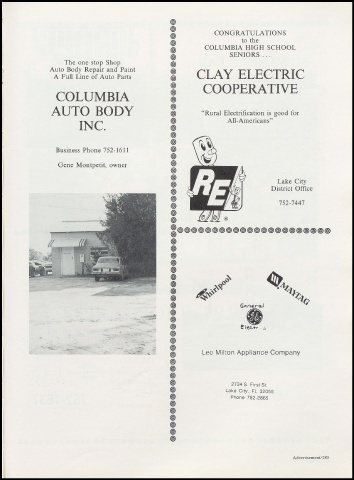 The one stop Shop
Auto Body Repair and Paint
A Full Line of Auto Parts
COLUMBIA
AUTO BODY
INC.
Business Phone 752-1611
Gene Montpetit, owner
CONGRATULATIONS
to the
COLUMBIA HIGH SCHOOL
SENIORS . . .
CLAY ELECTRIC
COOPERATIVE
"Rural Electrification is good for
All-Americans"
RE
®
Lake City
District Office
752-7447
Whirlpool
MAYTAG
General
GE
Electr
Leo Milton Appliance Company
2734 S. First St.
Lake City, FL 32055
Phone 752-2865
Advertisement/183